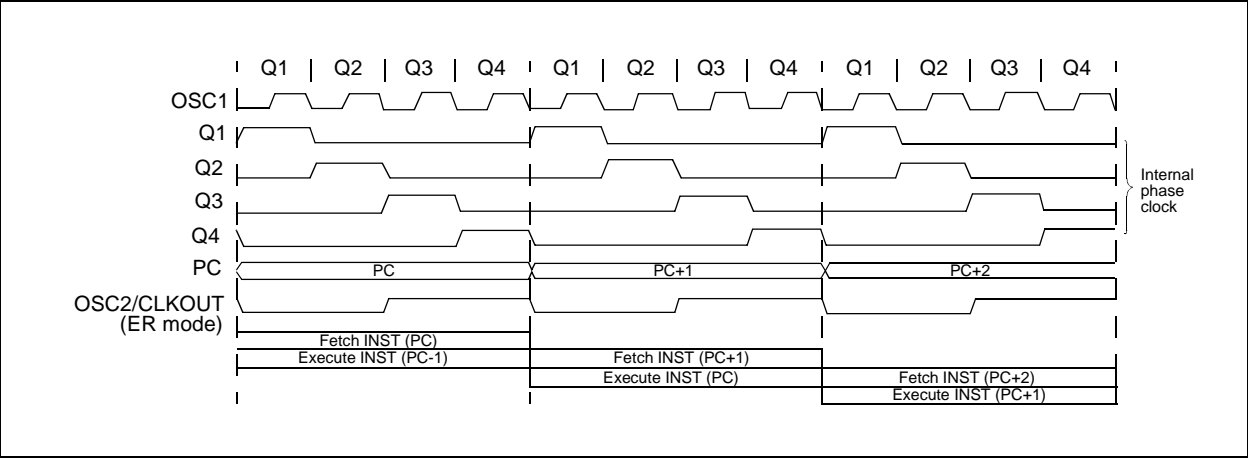 Q1 Q2 Q3 Q4 Q1 Q2 Q3 Q4 Q1 Q2 Q3 Q4
OSC1
Q1
Q2
Q3
Q4
PC
PC PC+1 PC+2
OSC2/CLKOUT
(ER mode)
Internal
phase
clock
Fetch INST (PC)
Execute INST (PC-1) Fetch INST (PC+1)
Execute INST (PC) Fetch INST (PC+2)
Execute INST (PC+1)